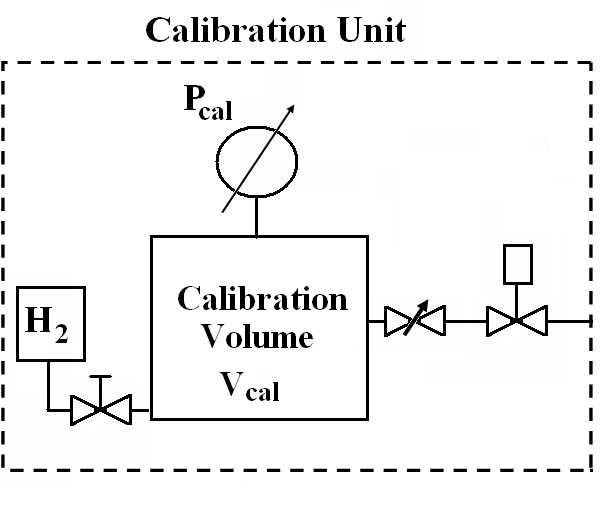 Calibration Unit
Pcal
H2
Calibration
Volume
Vcal